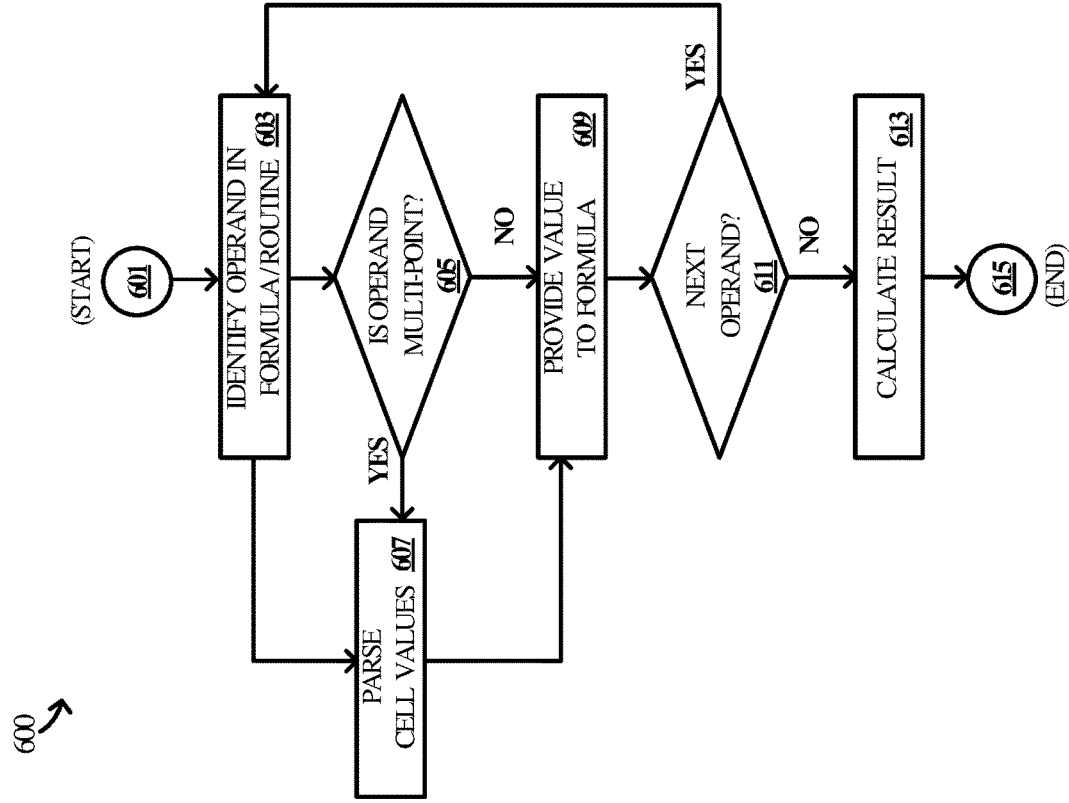 600
(START)
601
IDENTIFY OPERAND IN
FORMULA/ROUTINE 603
IS OPERAND
MULTI-POINT?
605
YES
NO
PARSE
CELL VALUES 607
PROVIDE VALUE
TO FORMULA
609
NEXT
OPERAND?
611
YES
NO
CALCULATE RESULT
613
615
(END)